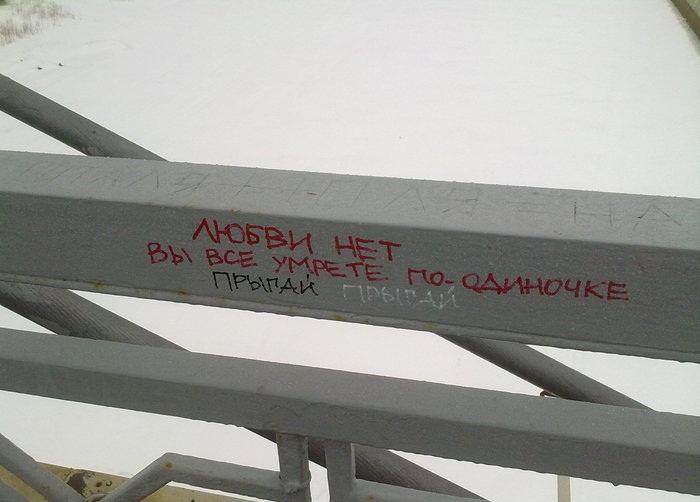 ЛЮБВИ НЕТ
ВЫ ВСЕ УМРЕТЕ ПО-ОДИНОЧКЕ
ПРЫГАЙ ПРЫГАЙ